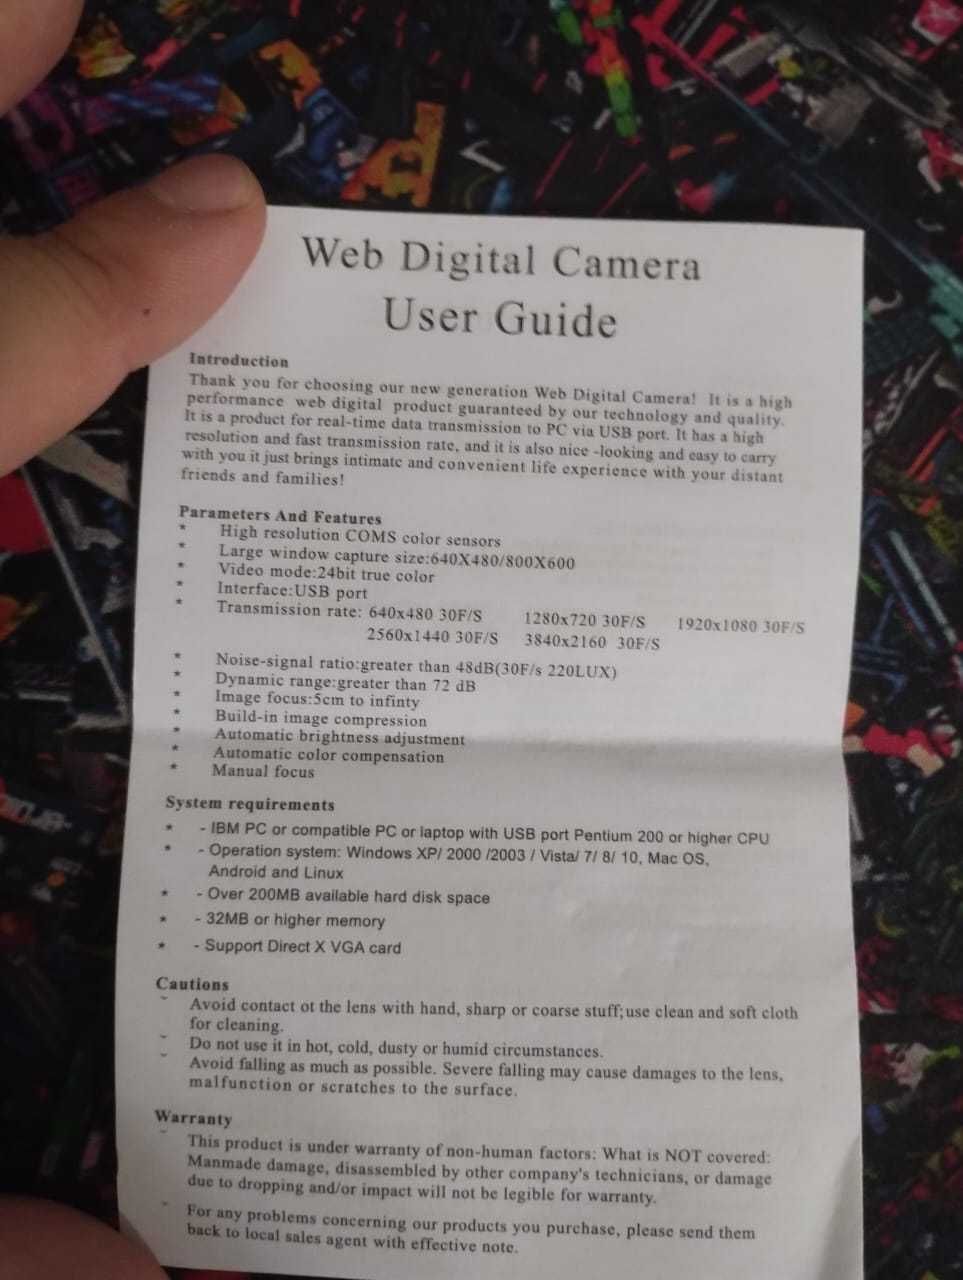 Web Digital Camera
User Guide
Introduction
Thank you for choosing our new generation Web Digital Camera! It is a high
performance web digital product guaranteed by our technology and quality.
It is a product for real-time data transmission to PC via USB port. It has a high
resolution and fast transmission rate, and it is also nice -looking and easy to carry
with you it just brings intimate and convenient life experience with your distant
friends and families!
Parameters And Features
* High resolution COMS color sensors
* Large window capture size:640X480/800X600
* Video mode:24bit true color
* Interface:USB port
* Transmission rate: 640x480 30F/S 1280x720 30F/S 1920x1080 30F/S
2560x1440 30F/S 3840x2160 30F/S
* Noise-signal ratio:greater than 48dB(30F/s 220LUX)
* Dynamic range:greater than 72 dB
* Image focus:5cm to infinty
* Build-in image compression
* Automatic brightness adjustment
* Automatic color compensation
* Manual focus
System requirements
* - IBM PC or compatible PC or laptop with USB port Pentium 200 or higher CPU
* - Operation system: Windows XP/ 2000 /2003 / Vista/ 7/ 8/ 10, Mac OS,
Android and Linux
* - Over 200MB available hard disk space
* - 32MB or higher memory
* - Support Direct X VGA card
Cautions
˘ Avoid contact ot the lens with hand, sharp or coarse stuff;use clean and soft cloth
for cleaning.
˘ Do not use it in hot, cold, dusty or humid circumstances.
˘ Avoid falling as much as possible. Severe falling may cause damages to the lens,
malfunction or scratches to the surface.
Warranty
˘ This product is under warranty of non-human factors: What is NOT covered:
Manmade damage, disassembled by other company's technicians, or damage
due to dropping and/or impact will not be legible for warranty.
˘ For any problems concerning our products you purchase, please send them
back to local sales agent with effective note.